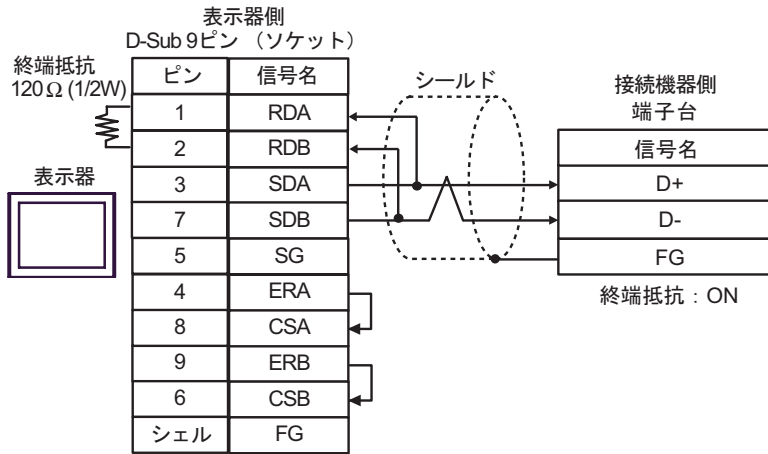 表示器側
D-Sub 9ピン （ソケット）
終端抵抗
120Ω (1/2W)
ピン 信号名
1 RDA
2 RDB
3 SDA
7 SDB
5 SG
4 ERA
8 CSA
9 ERB
6 CSB
シェル FG
表示器
シールド
接続機器側
端子台
信号名
D+
D-
FG
終端抵抗：ON